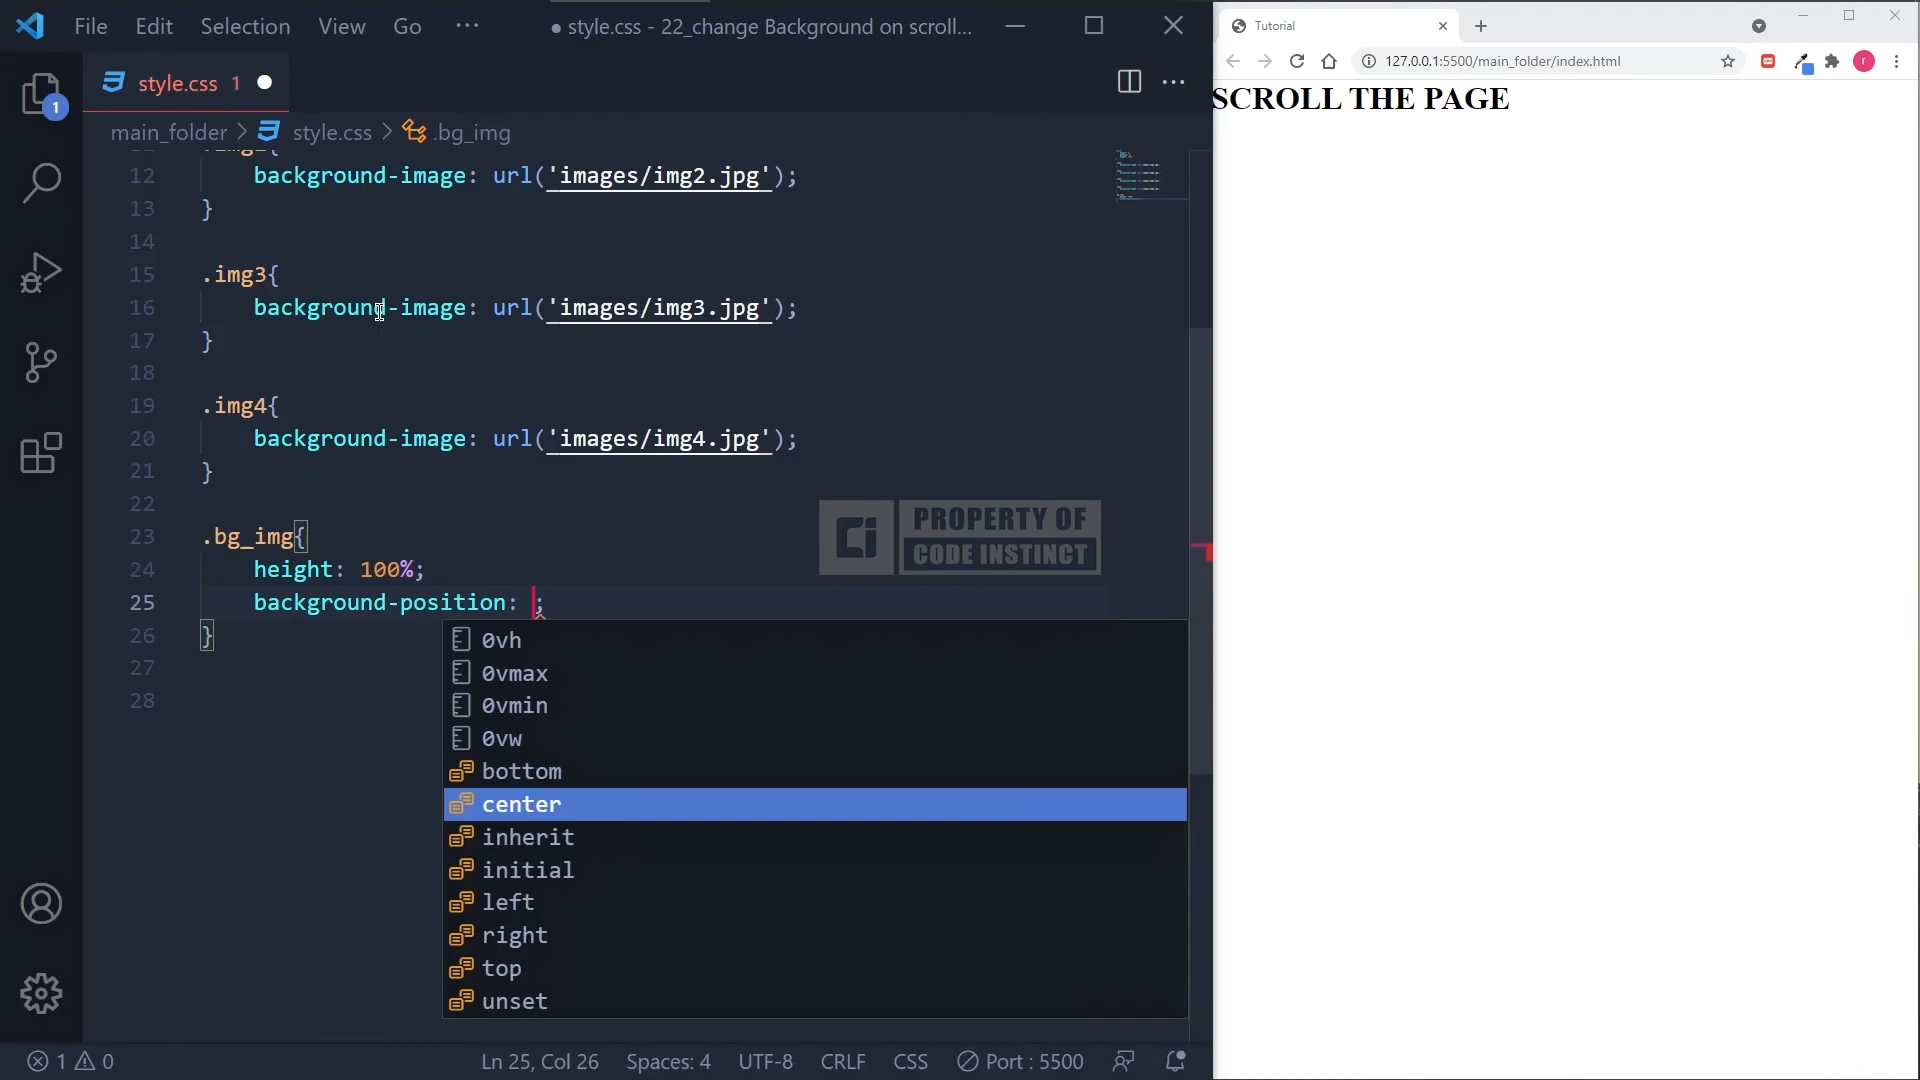 File Edit Selection View Go ··· ● style.css - 22_change Background on scroll...
Tutorial
127.0.0.1:5500/main_folder/index.html
1
style.css 1
main_folder > style.css > .bg_img
12 background-image: url('images/img2.jpg');
13 }
14
15 .img3{
16 background-image: url('images/img3.jpg');
17 }
18
19 .img4{
20 background-image: url('images/img4.jpg');
21 }
22
23 .bg_img{
24 height: 100%;
25 background-position: ;
26 }
27
28
0vh
0vmax
0vmin
0vw
bottom
center
inherit
initial
left
right
top
unset
Ci PROPERTY OF
CODE INSTINCT
1 0 Ln 25, Col 26 Spaces: 4 UTF-8 CRLF CSS Port : 5500
SCROLL THE PAGE